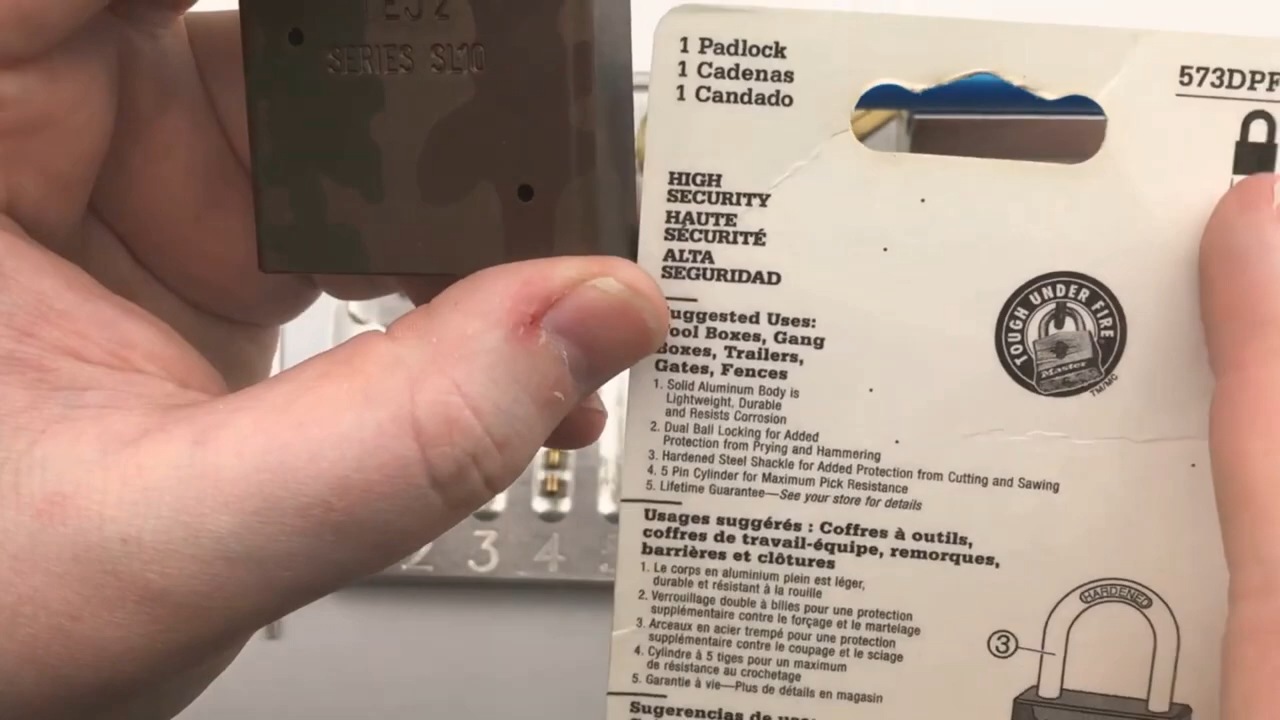 SERIES SL10
1 Padlock
1 Cadenas
1 Candado
573DPF
HIGH
SECURITY
HAUTE
SÉCURITÉ
ALTA
SEGURIDAD
TOUGH UNDER FIRE
Master
TM/MC
uggested Uses:
ool Boxes, Gang
Boxes, Trailers,
Gates, Fences
1. Solid Aluminum Body is
Lightweight, Durable
and Resists Corrosion
2. Dual Ball Locking for Added
Protection from Prying and Hammering
3. Hardened Steel Shackle for Added Protection from Cutting and Sawing
4. 5 Pin Cylinder for Maximum Pick Resistance
5. Lifetime Guarantee—See your store for details
Usages suggérés : Coffres à outils,
coffres de travail-équipe, remorques,
barrières et clôtures
1. Le corps en aluminium plein est léger,
durable et résistant à la rouille
2. Verrouillage double à billes pour une protection
supplémentaire contre le forçage et le martelage
3. Arceaux en acier trempé pour une protection
supplémentaire contre le coupage et le sciage
4. Cylindre à 5 tiges pour un maximum
de résistance au crochetage
5. Garantie à vie—Plus de détails en magasin
HARDENED
3
Sugerencias de
2 3 4